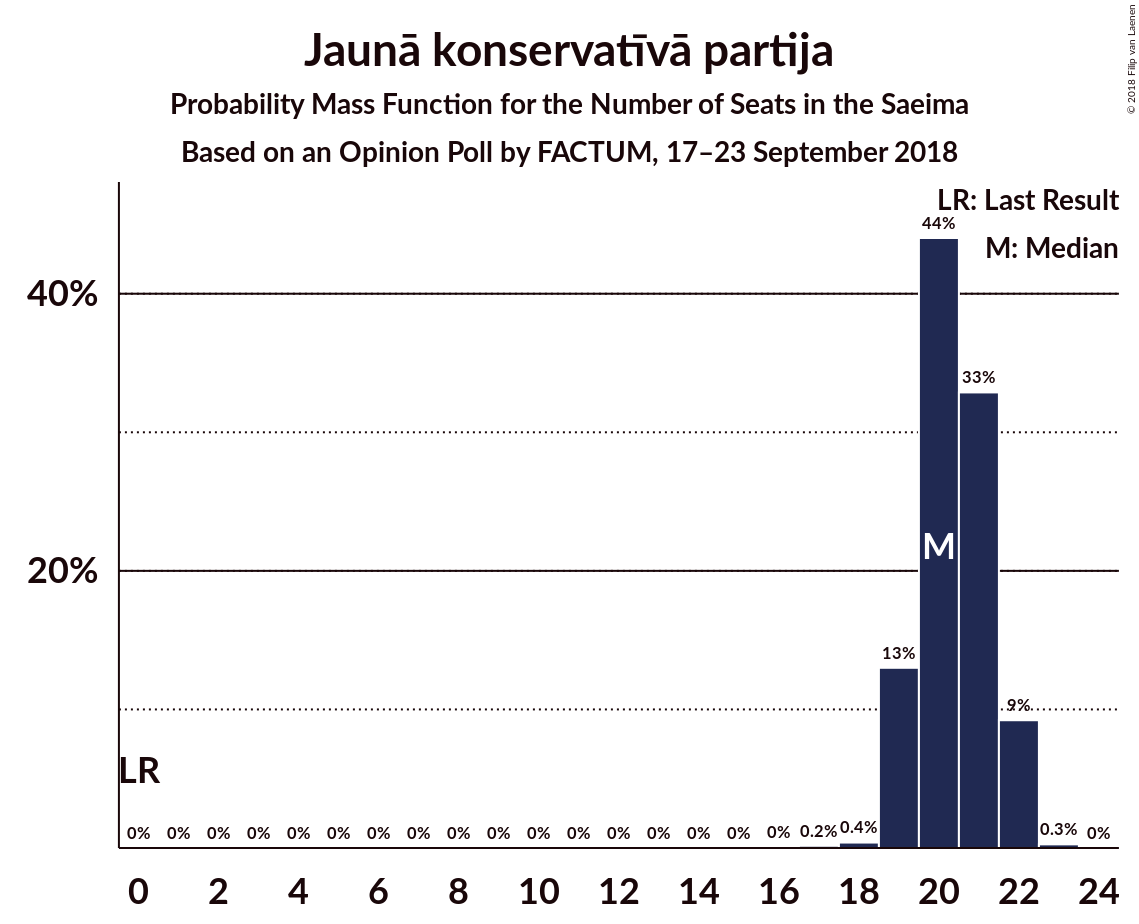 Jaunā konservatīvā partija
Probability Mass Function for the Number of Seats in the Saeima
Based on an Opinion Poll by FACTUM, 17–23 September 2018
© 2018 Filip van Laenen
LR: Last Result
M: Median
44%
40%
33%
M
20%
13%
9%
LR
0% 0% 0% 0% 0% 0% 0% 0% 0% 0% 0% 0% 0% 0% 0% 0% 0% 0.2% 0.4% 0.3% 0%
0 2 4 6 8 10 12 14 16 18 20 22 24